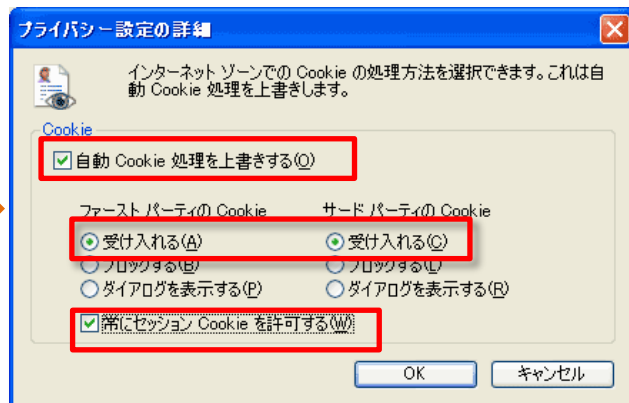 プライバシー設定の詳細
インターネット ゾーンでの Cookie の処理方法を選択できます。これは自
動 Cookie 処理を上書きします。
Cookie
自動 Cookie 処理を上書きする(O)
ファースト パーティの Cookie サード パーティの Cookie
受け入れる(A) 受け入れる(C)
ブロックする(B) ブロックする(L)
ダイアログを表示する(P) ダイアログを表示する(R)
常にセッション Cookie を許可する(W)
OK キャンセル